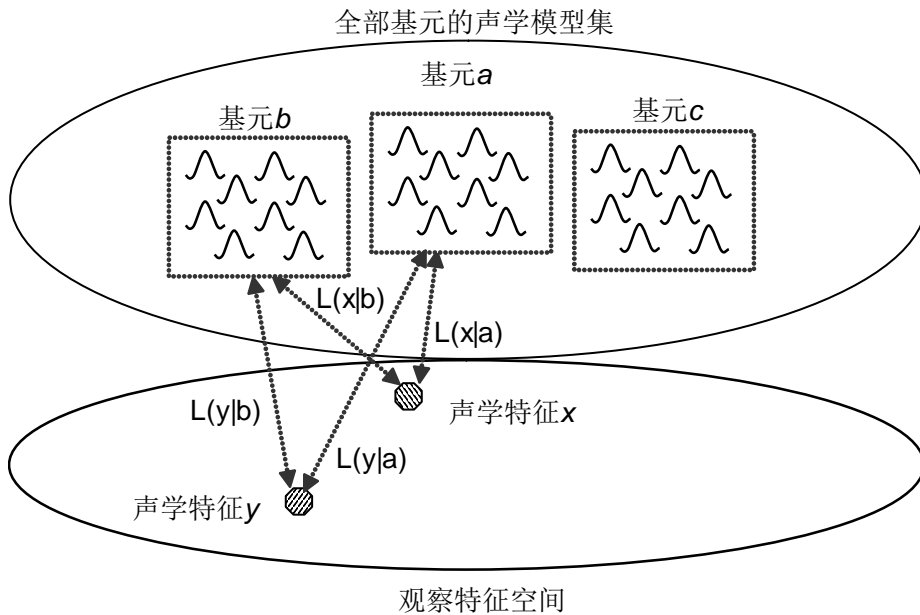 全部基元的声学模型集
基元a
基元b
基元c
L(x|b)
L(x|a)
L(y|b)
声学特征x
L(y|a)
声学特征y
观察特征空间